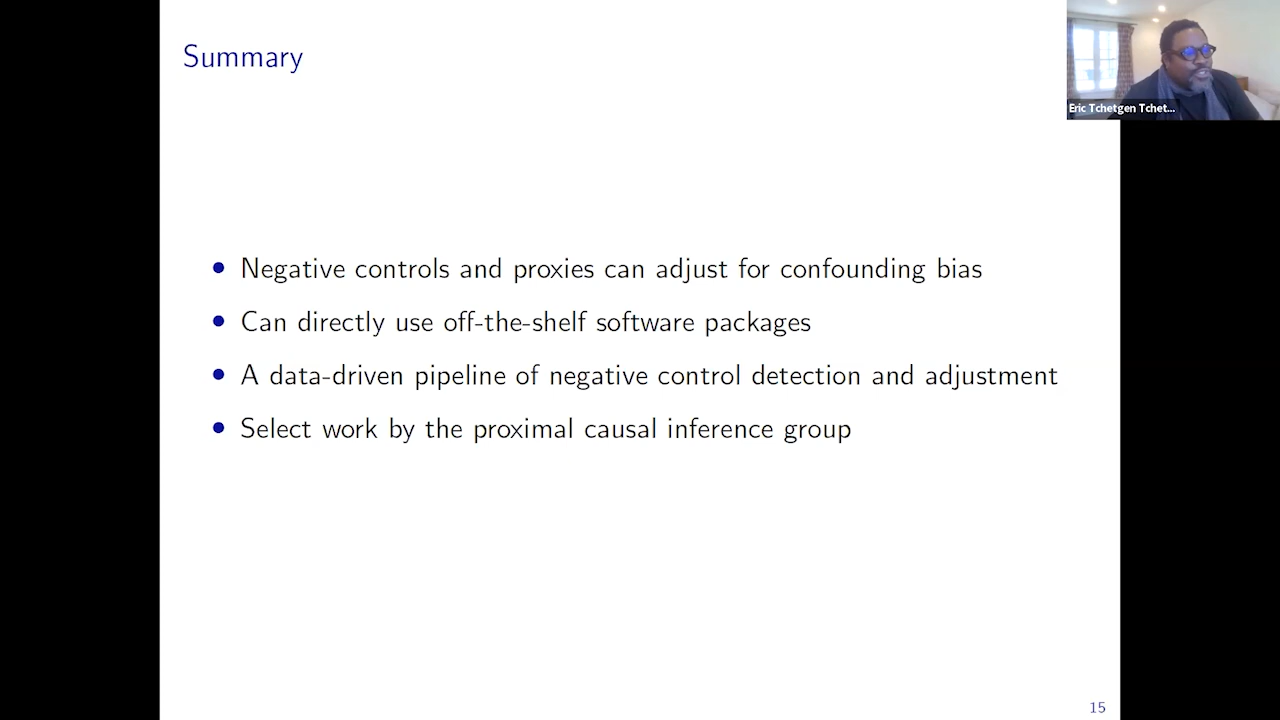 Summary
Eric Tchetgen Tchet...
• Negative controls and proxies can adjust for confounding bias
• Can directly use off-the-shelf software packages
• A data-driven pipeline of negative control detection and adjustment
• Select work by the proximal causal inference group
15